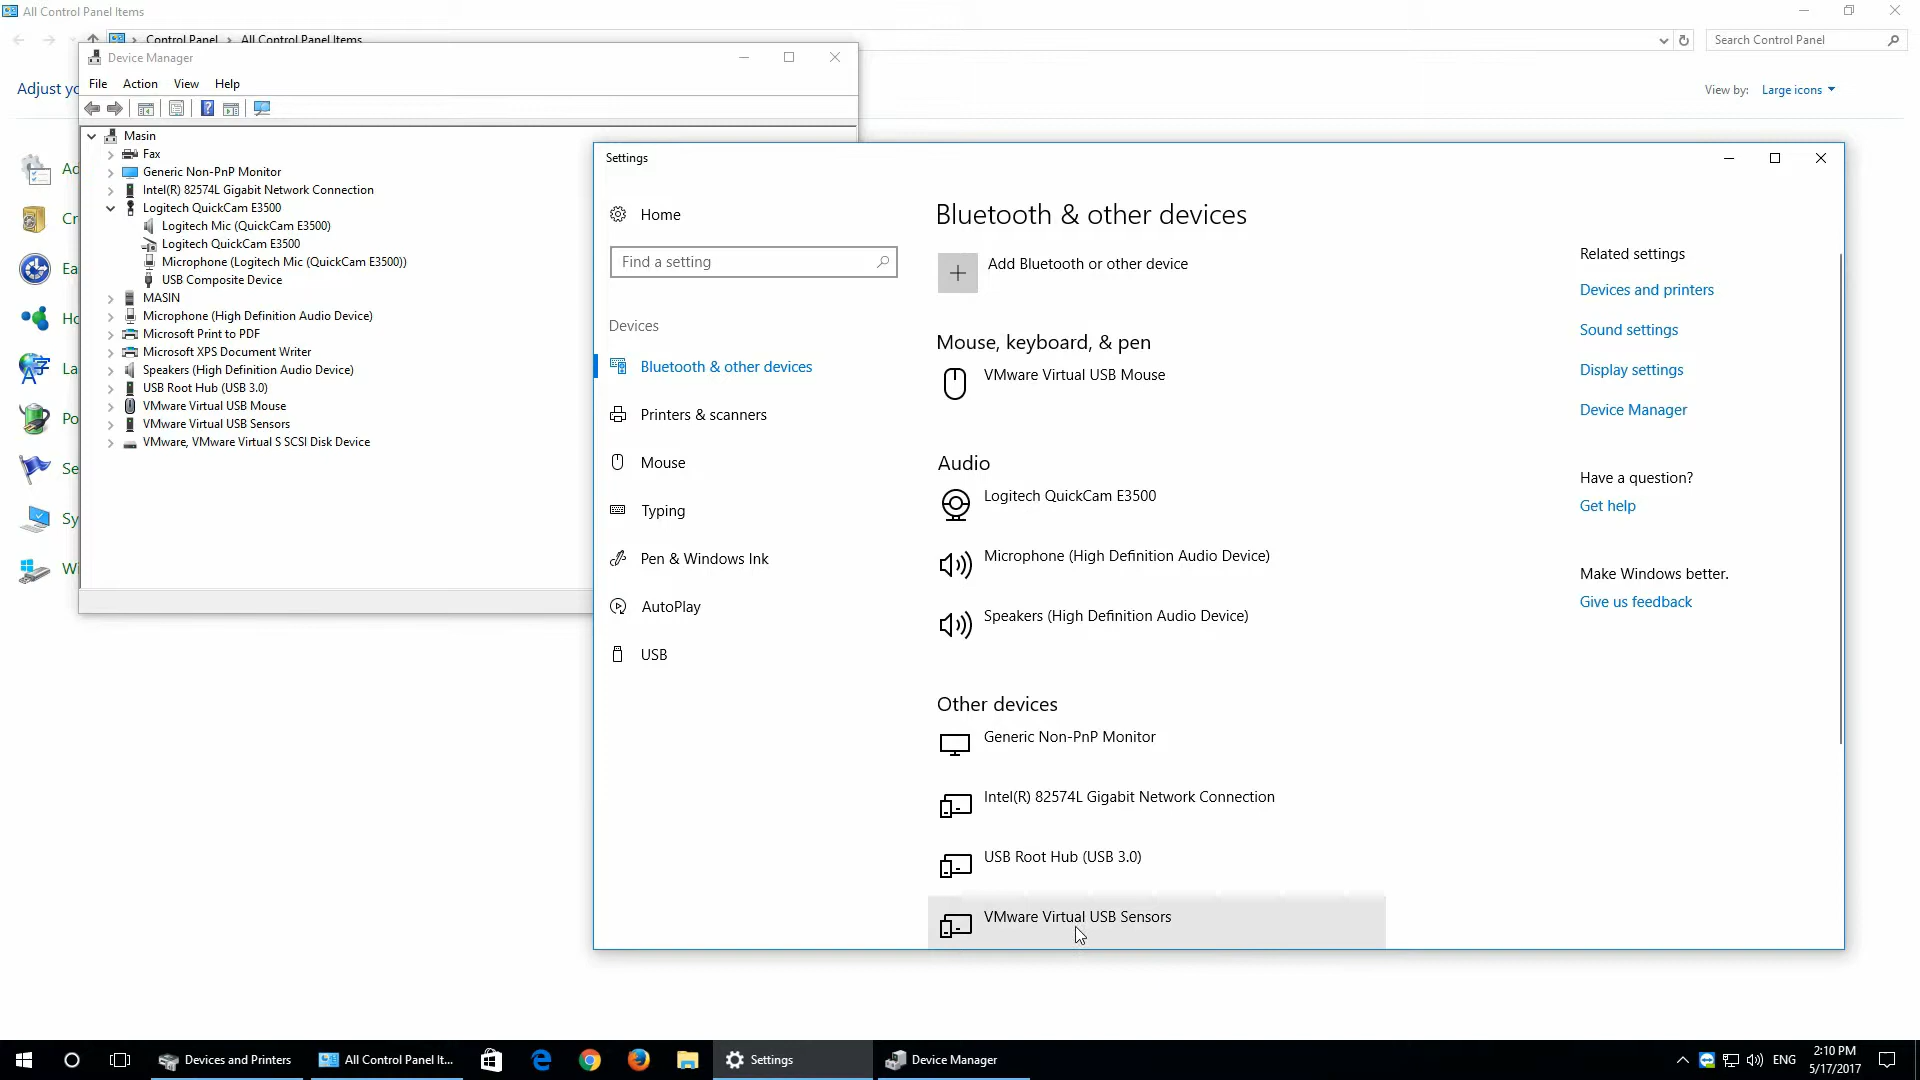 All Control Panel Items
Control Panel > All Control Panel Items
Search Control Panel
Adjust yo
View by: Large icons
Ad
Cr
Ea
Ho
La
Po
Se
Sy
Wi
Device Manager
File Action View Help
Masin
Fax
Generic Non-PnP Monitor
Intel(R) 82574L Gigabit Network Connection
Logitech QuickCam E3500
Logitech Mic (QuickCam E3500)
Logitech QuickCam E3500
Microphone (Logitech Mic (QuickCam E3500))
USB Composite Device
MASIN
Microphone (High Definition Audio Device)
Microsoft Print to PDF
Microsoft XPS Document Writer
Speakers (High Definition Audio Device)
USB Root Hub (USB 3.0)
VMware Virtual USB Mouse
VMware Virtual USB Sensors
VMware, VMware Virtual S SCSI Disk Device
Settings
Home
Find a setting
Devices
Bluetooth & other devices
Printers & scanners
Mouse
Typing
Pen & Windows Ink
AutoPlay
USB
Bluetooth & other devices
Add Bluetooth or other device
Mouse, keyboard, & pen
VMware Virtual USB Mouse
Audio
Logitech QuickCam E3500
Microphone (High Definition Audio Device)
Speakers (High Definition Audio Device)
Other devices
Generic Non-PnP Monitor
Intel(R) 82574L Gigabit Network Connection
USB Root Hub (USB 3.0)
VMware Virtual USB Sensors
Related settings
Devices and printers
Sound settings
Display settings
Device Manager
Have a question?
Get help
Make Windows better.
Give us feedback
Devices and Printers
All Control Panel It...
Settings
Device Manager
ENG
2:10 PM
5/17/2017